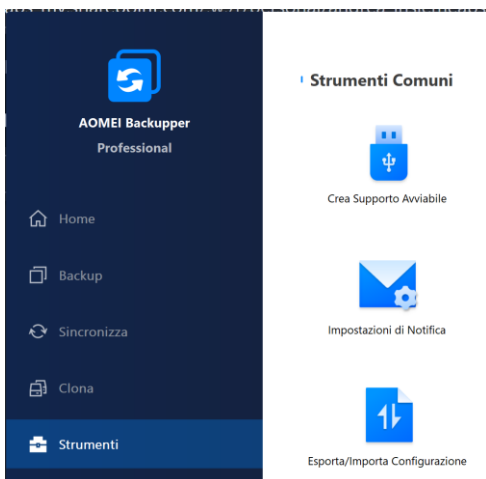 AOMEI Backupper
Professional
Home
Backup
Sincronizza
Clona
Strumenti
Strumenti Comuni
Crea Supporto Avviabile
Impostazioni di Notifica
Esporta/Importa Configurazione